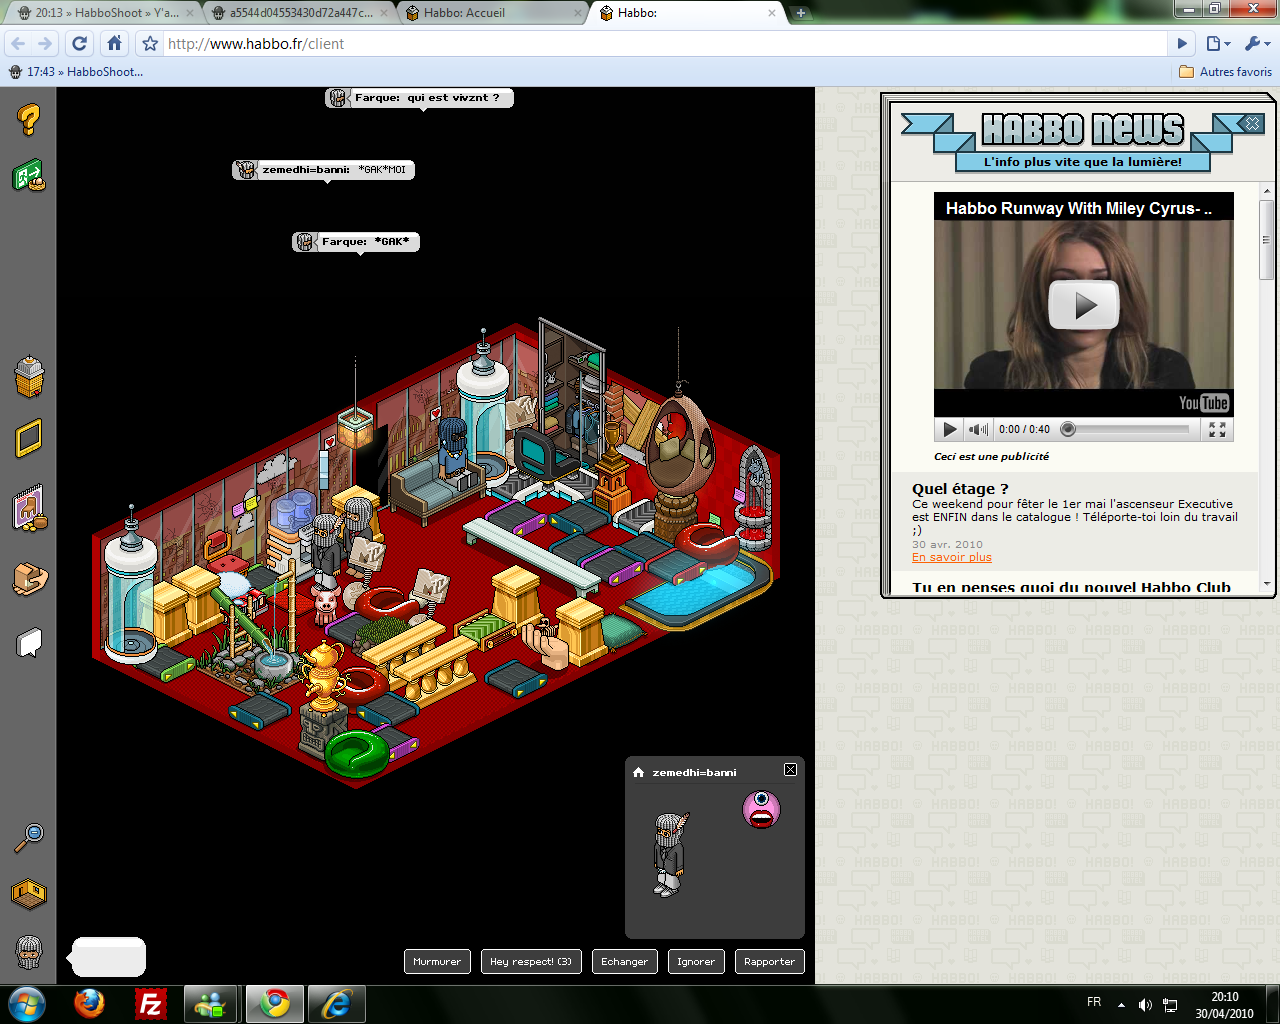 20:13 » HabboShoot » Y'a...
a5544d04553430d72a447c...
Habbo: Accueil
Habbo:
http://www.habbo.fr/client
17:43 » HabboShoot...
Autres favoris
Farque: qui est vivznt ?
zemedhi=banni: *GAK*MOI
Farque: *GAK*
HABBO NEWS
L'info plus vite que la lumière!
Habbo Runway With Miley Cyrus- ..
YouTube
0:00 / 0:40
Ceci est une publicité
Quel étage ?
Ce weekend pour fêter le 1er mai l'ascenseur Executive
est ENFIN dans le catalogue ! Téléporte-toi loin du travail
;)
30 avr. 2010
En savoir plus
Tu en penses quoi du nouvel Habbo Club
zemedhi=banni
Murmurer
Hey respect! (3)
Echanger
Ignorer
Rapporter
FR
20:10
30/04/2010